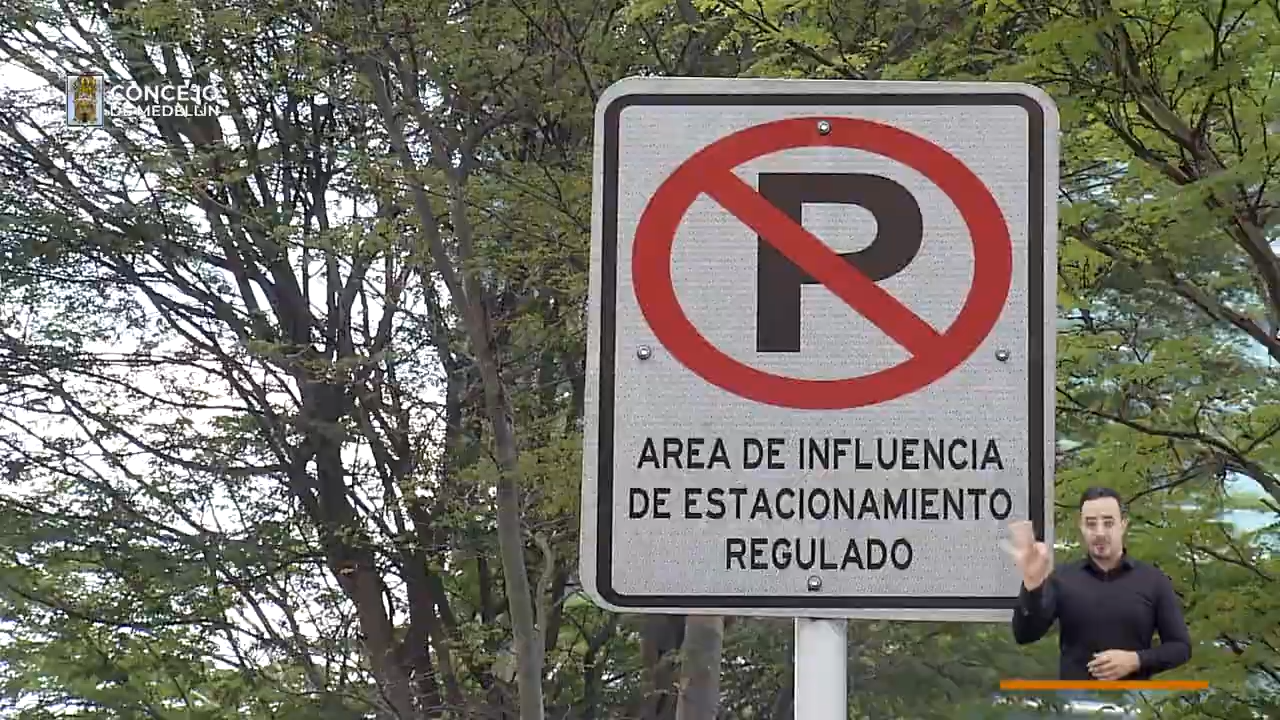 CONCEJO
DE MEDELLÍN
P
AREA DE INFLUENCIA
DE ESTACIONAMIENTO
REGULADO